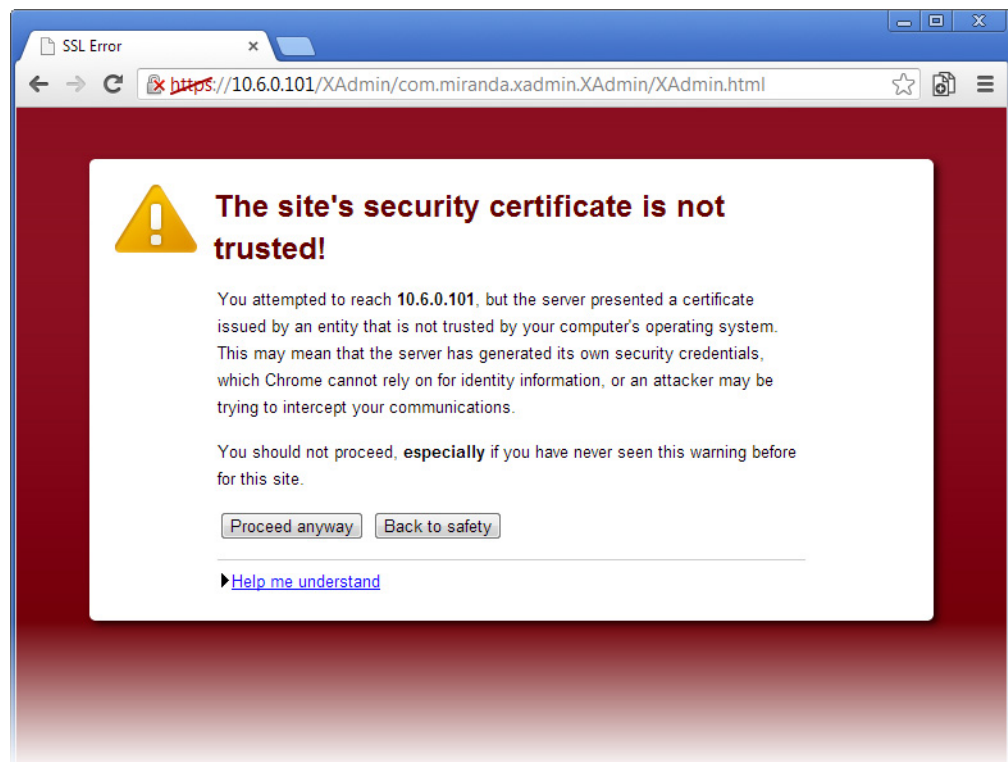 SSL Error
https://10.6.0.101/XAdmin/com.miranda.xadmin.XAdmin/XAdmin.html
The site's security certificate is not
trusted!
You attempted to reach 10.6.0.101, but the server presented a certificate
issued by an entity that is not trusted by your computer's operating system.
This may mean that the server has generated its own security credentials,
which Chrome cannot rely on for identity information, or an attacker may be
trying to intercept your communications.
You should not proceed, especially if you have never seen this warning before
for this site.
Proceed anyway Back to safety
Help me understand